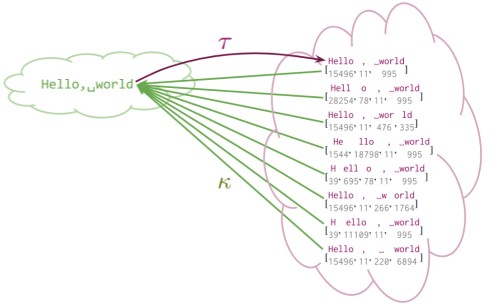 τ
Hello,␣world
κ
Hello , _world
[15496, 11, 995]
Hell o , _world
[28254, 78, 11, 995]
Hello , _wor ld
[15496, 11, 476, 335]
He llo , _world
[1544, 18798, 11, 995]
H ell o , _world
[39, 695, 78, 11, 995]
Hello , _w orld
[15496, 11, 266, 1764]
H ello , _world
[39, 11109, 11, 995]
Hello , _ world
[15496, 11, 220, 6894]